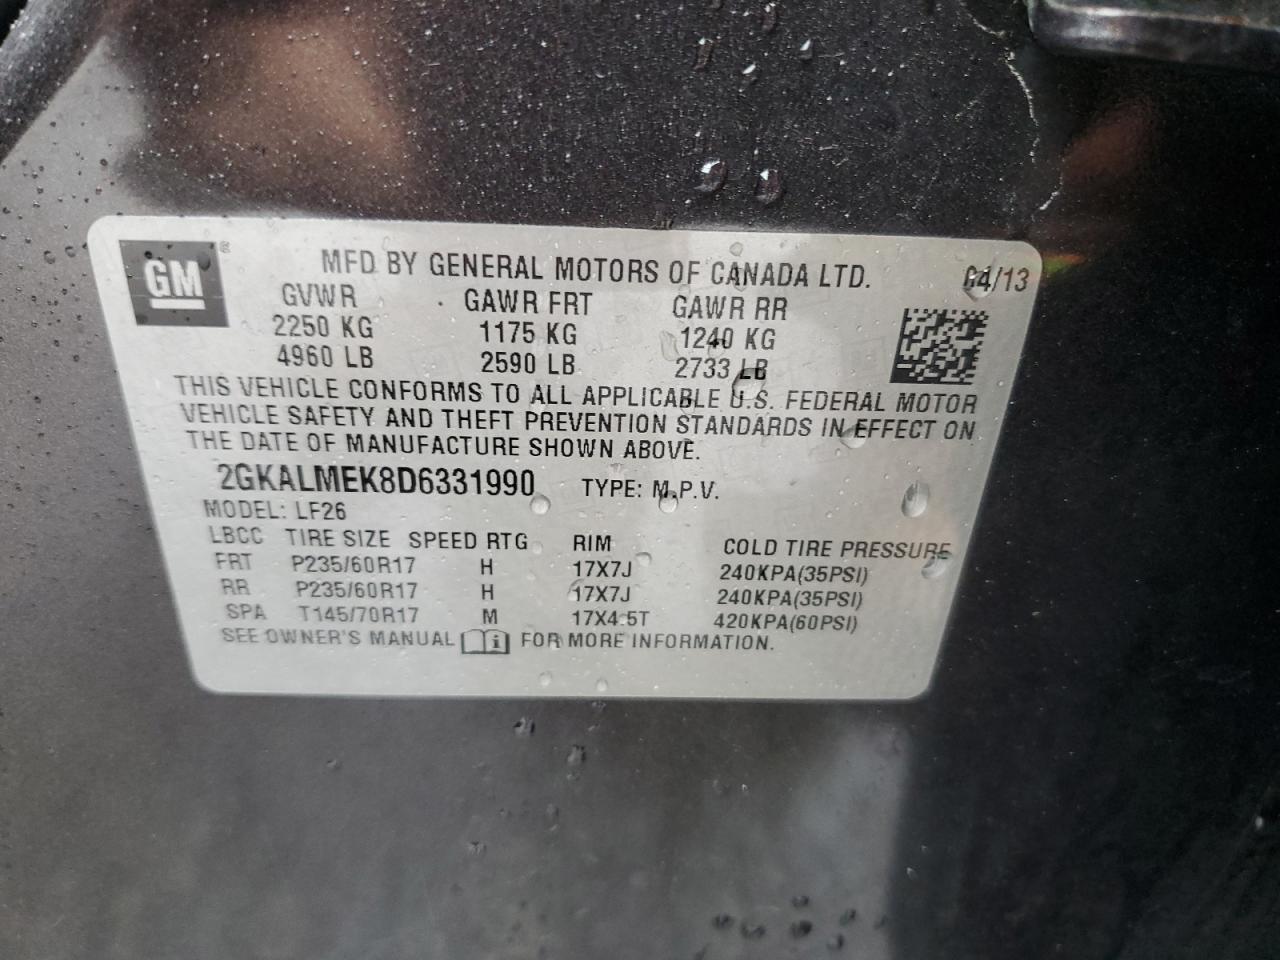 GM ® MFD BY GENERAL MOTORS OF CANADA LTD. 04/13
GVWR GAWR FRT GAWR RR
2250 KG 1175 KG 1240 KG
4960 LB 2590 LB 2733 LB
THIS VEHICLE CONFORMS TO ALL APPLICABLE U.S. FEDERAL MOTOR
VEHICLE SAFETY AND THEFT PREVENTION STANDARDS IN EFFECT ON
THE DATE OF MANUFACTURE SHOWN ABOVE.
2GKALMEK8D6331990 TYPE: M.P.V.
MODEL: LF26
LBCC TIRE SIZE SPEED RTG RIM COLD TIRE PRESSURE
FRT P235/60R17 H 17X7J 240KPA(35PSI)
RR P235/60R17 H 17X7J 240KPA(35PSI)
SPA T145/70R17 M 17X4.5T 420KPA(60PSI)
SEE OWNER'S MANUAL i FOR MORE INFORMATION.